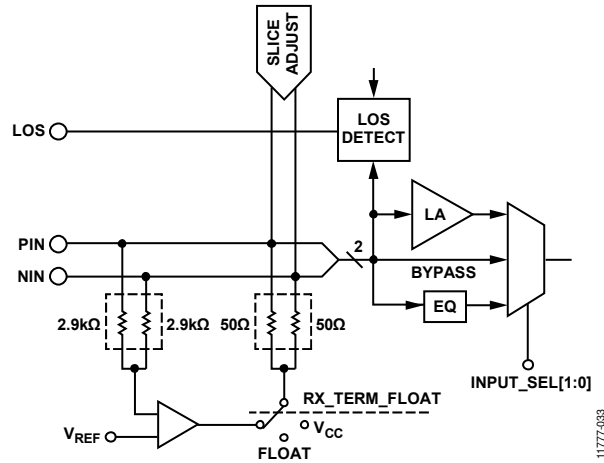 SLICE
ADJUST
LOS
LOS
DETECT
LA
PIN
2
NIN
BYPASS
EQ
2.9kΩ
2.9kΩ
50Ω
50Ω
INPUT_SEL[1:0]
RX_TERM_FLOAT
VREF
VCC
FLOAT
11777-033